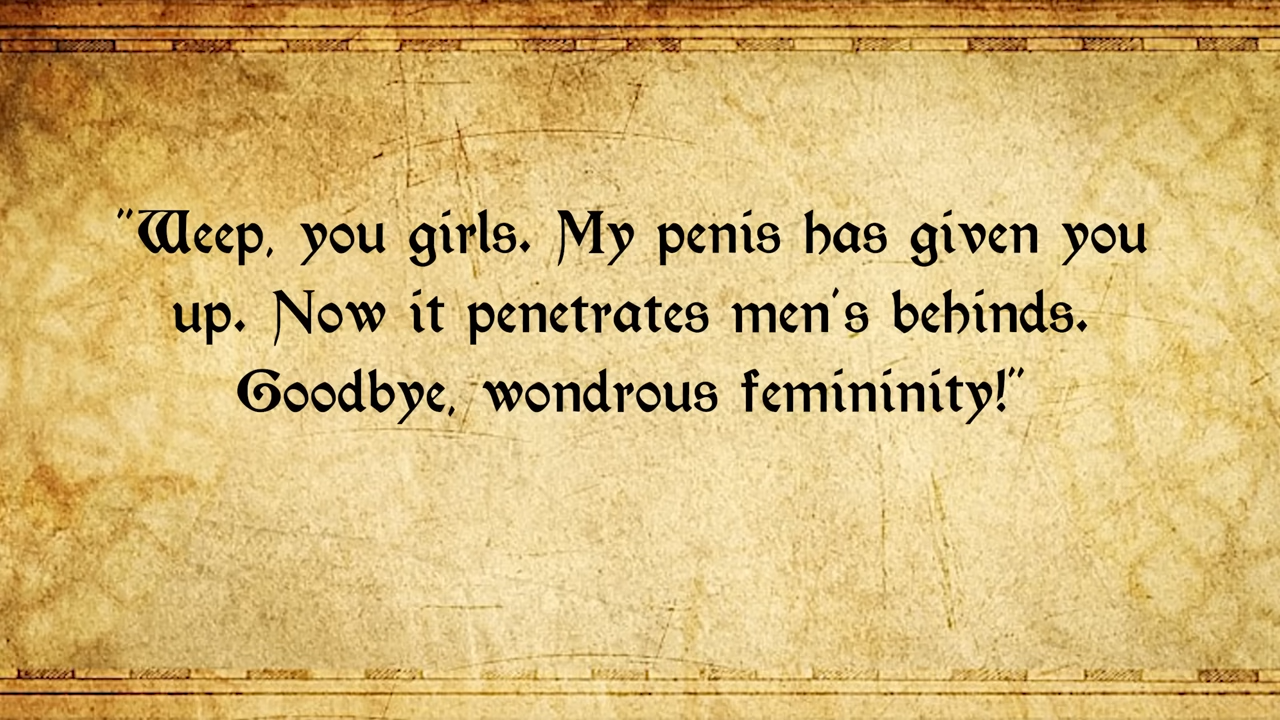 "Weep, you girls. My penis has given you
up. Now it penetrates men's behinds.
Goodbye, wondrous femininity!"